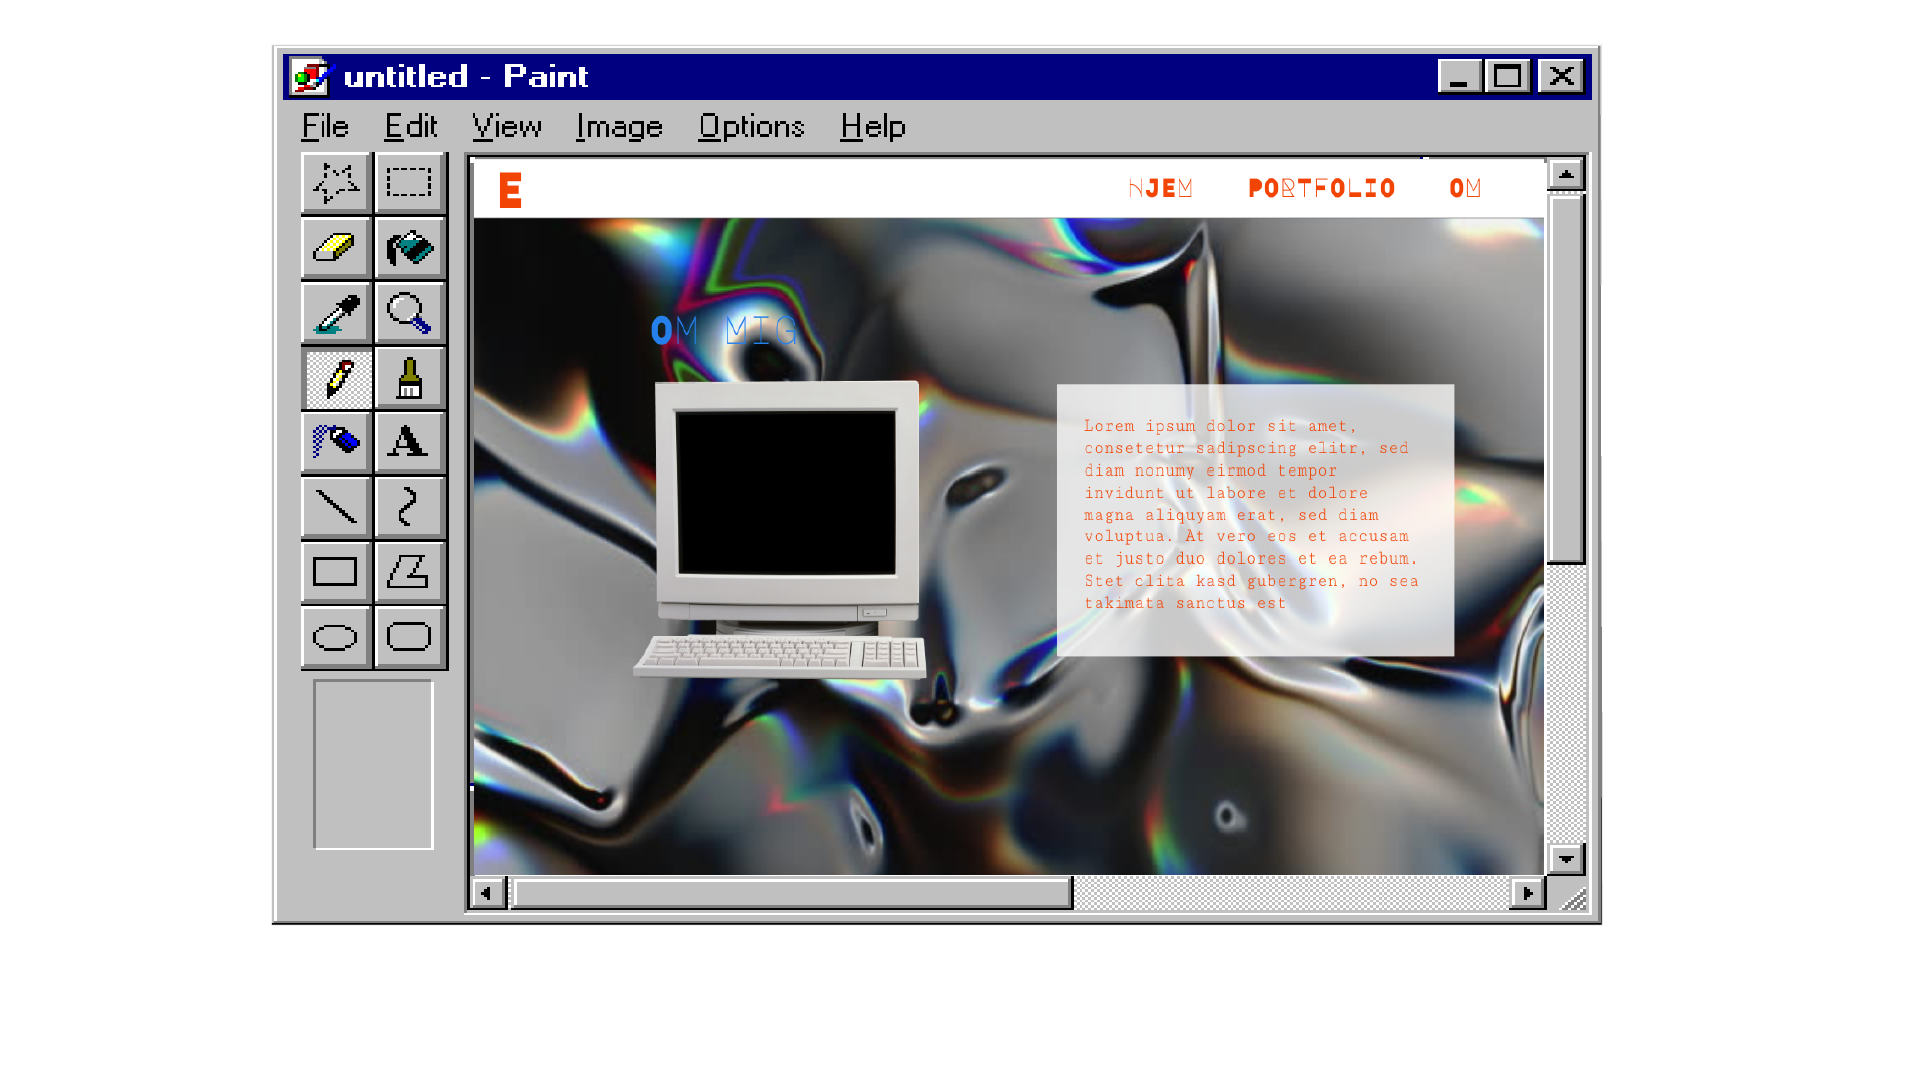 untitled - Paint
File Edit View Image Options Help
A
E
HJEM PORTFOLIO OM
OM MIG
Lorem ipsum dolor sit amet,
consetetur sadipscing elitr, sed
diam nonumy eirmod tempor
invidunt ut labore et dolore
magna aliquyam erat, sed diam
voluptua. At vero eos et accusam
et justo duo dolores et ea rebum.
Stet clita kasd gubergren, no sea
takimata sanctus est